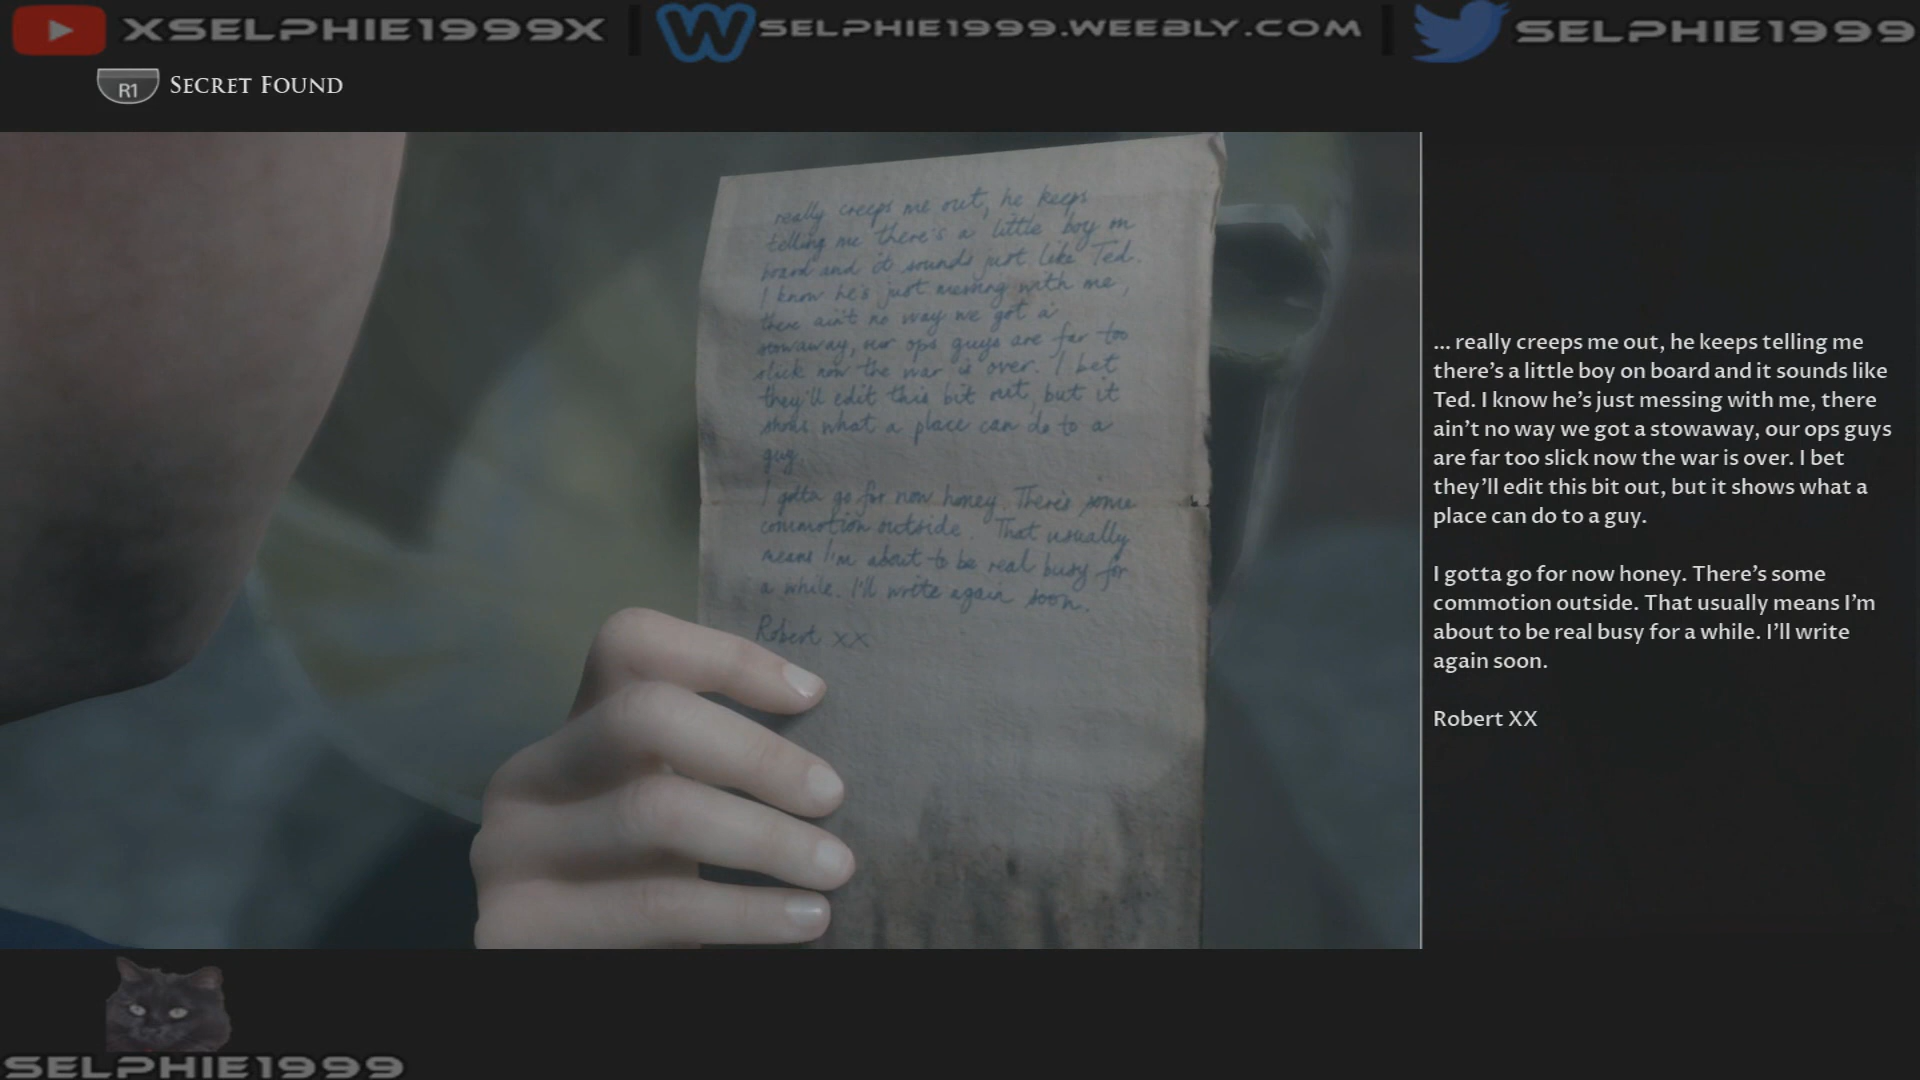 XSELPHIE1999X | SELPHIE1999.WEEBLY.COM | SELPHIE1999
R1 SECRET FOUND
really creeps me out, he keeps
telling me there's a little boy on
board and it sounds just like Ted.
I know he's just messing with me,
there ain't no way we got a
stowaway, our ops guys are far too
slick now the war is over. I bet
they'll edit this bit out, but it
shows what a place can do to a
guy.
I gotta go for now honey. There's some
commotion outside. That usually
means I'm about to be real busy for
a while. I'll write again soon.
Robert xx
... really creeps me out, he keeps telling me
there's a little boy on board and it sounds like
Ted. I know he's just messing with me, there
ain't no way we got a stowaway, our ops guys
are far too slick now the war is over. I bet
they'll edit this bit out, but it shows what a
place can do to a guy.
I gotta go for now honey. There's some
commotion outside. That usually means I'm
about to be real busy for a while. I'll write
again soon.
Robert XX
SELPHIE1999